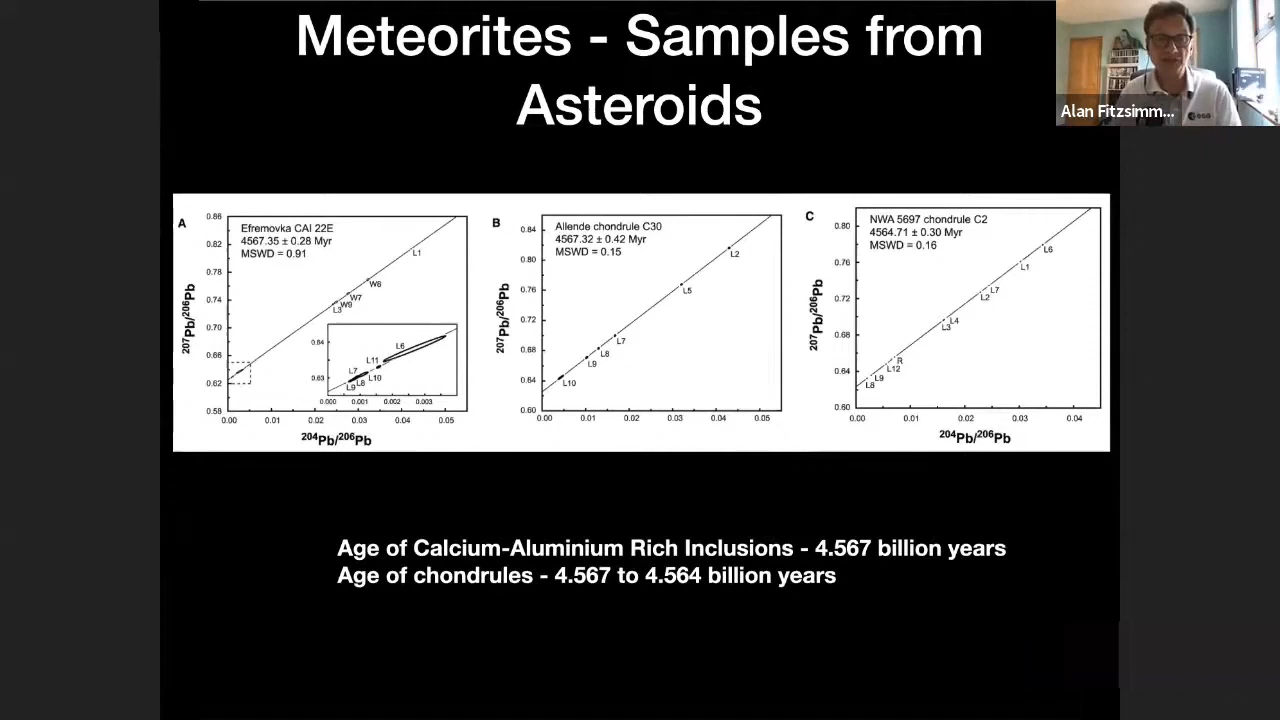 Meteorites - Samples from
Asteroids
Alan Fitzsimm...
esa
A
Efremovka CAI 22E
4567.35 ± 0.28 Myr
MSWD = 0.91
0.86
0.82
0.78
0.74
0.70
0.66
0.62
0.58
207Pb/206Pb
L1
W8
W7
W9
L3
0.64
0.63
L6
L11
L7
L10
L8
L9
0.000 0.001 0.002 0.003
0.00 0.01 0.02 0.03 0.04 0.05
204Pb/206Pb
B
Allende chondrule C30
4567.32 ± 0.42 Myr
MSWD = 0.15
0.84
0.80
0.76
0.72
0.68
0.64
0.60
207Pb/206Pb
L2
L5
L7
L8
L9
L10
0.00 0.01 0.02 0.03 0.04 0.05
C
NWA 5697 chondrule C2
4564.71 ± 0.30 Myr
MSWD = 0.16
0.80
0.76
0.72
0.68
0.64
0.60
207Pb/206Pb
L6
L1
L7
L2
L4
L3
R
L12
L9
L8
0.00 0.01 0.02 0.03 0.04
204Pb/206Pb
Age of Calcium-Aluminium Rich Inclusions - 4.567 billion years
Age of chondrules - 4.567 to 4.564 billion years